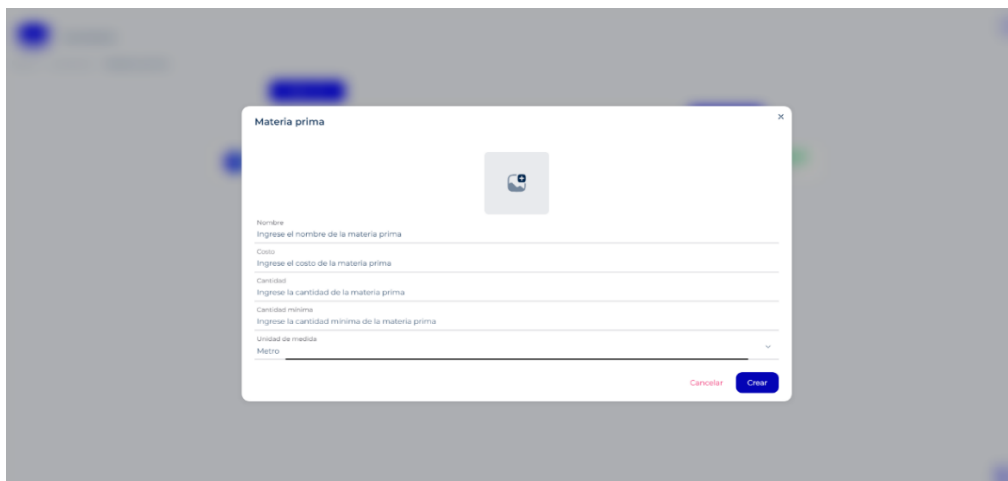 Materia prima
Nombre
Ingrese el nombre de la materia prima
Costo
Ingrese el costo de la materia prima
Cantidad
Ingrese la cantidad de la materia prima
Cantidad mínima
Ingrese la cantidad mínima de la materia prima
Unidad de medida
Metro
Cancelar
Crear